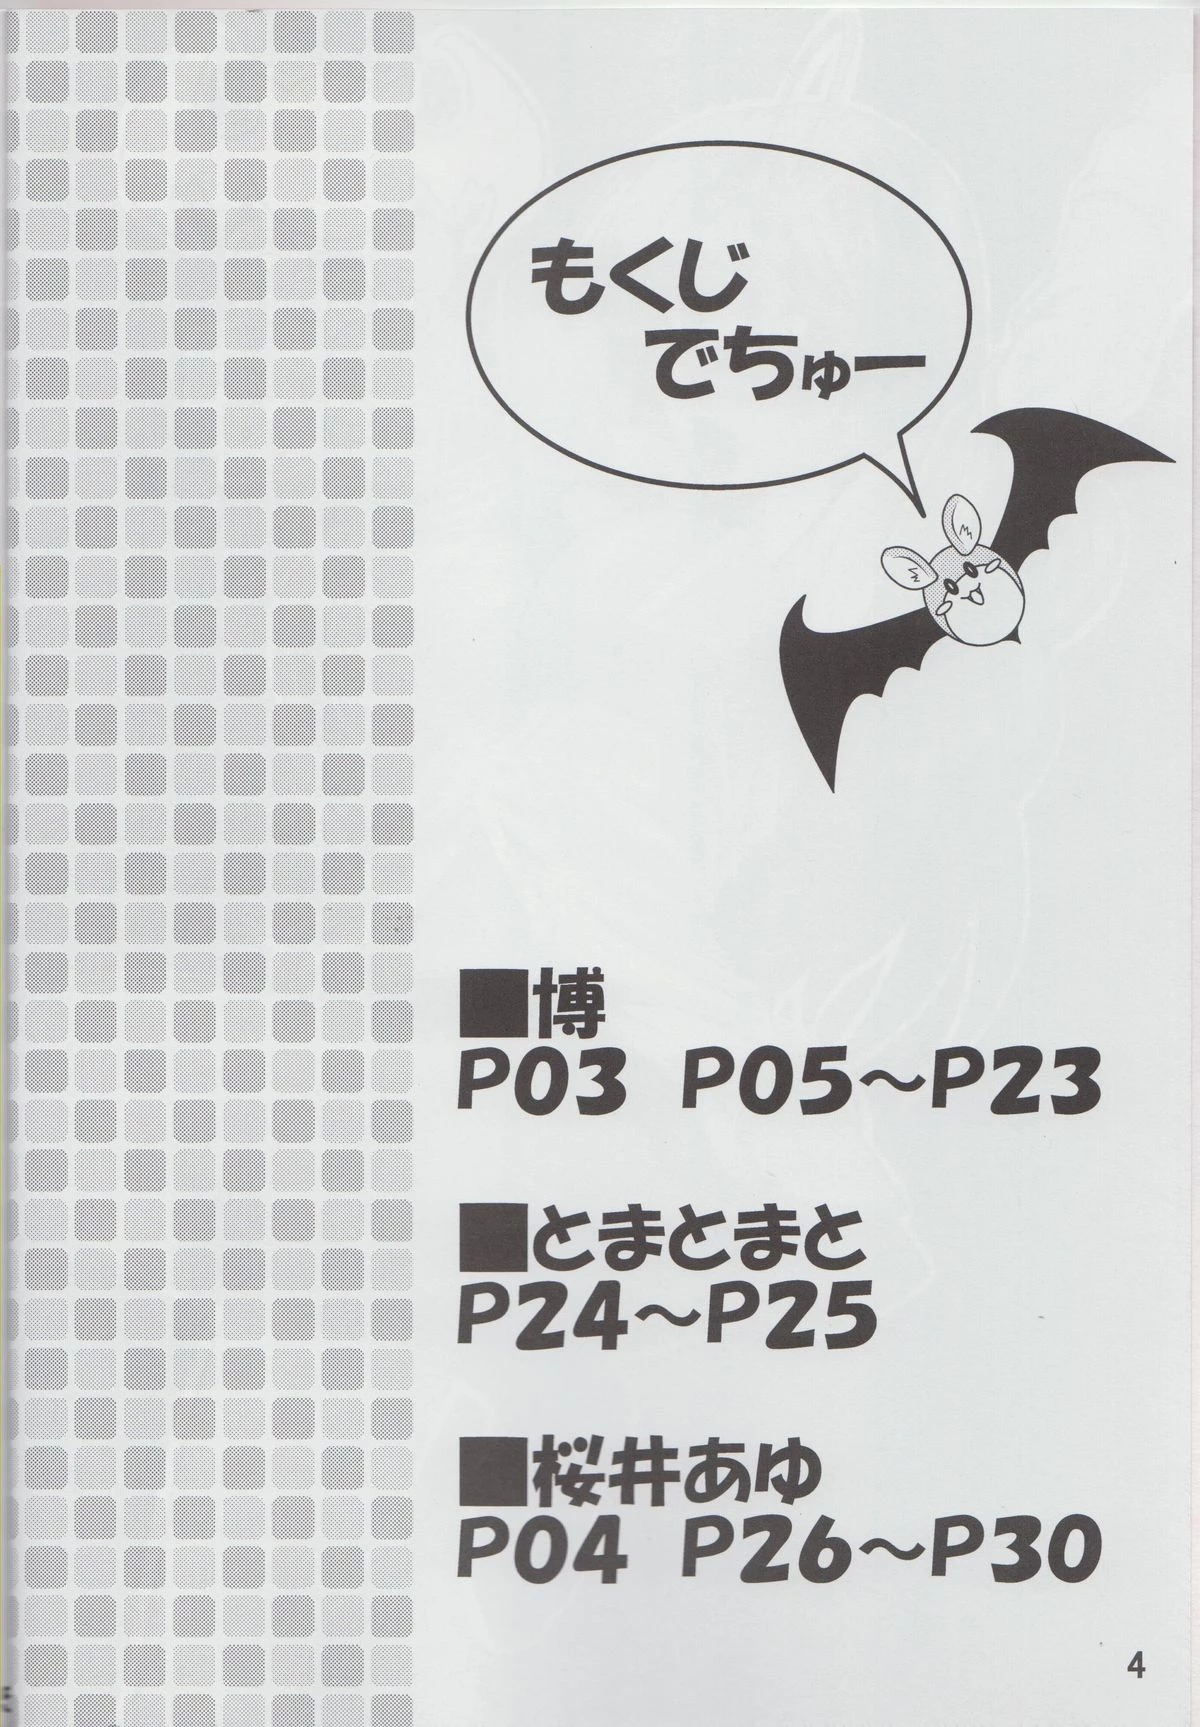 もくじ
でちゅー
■博
P03 P05～P23
■とまとまと
P24～P25
■桜井あゆ
P04 P26～P30
4